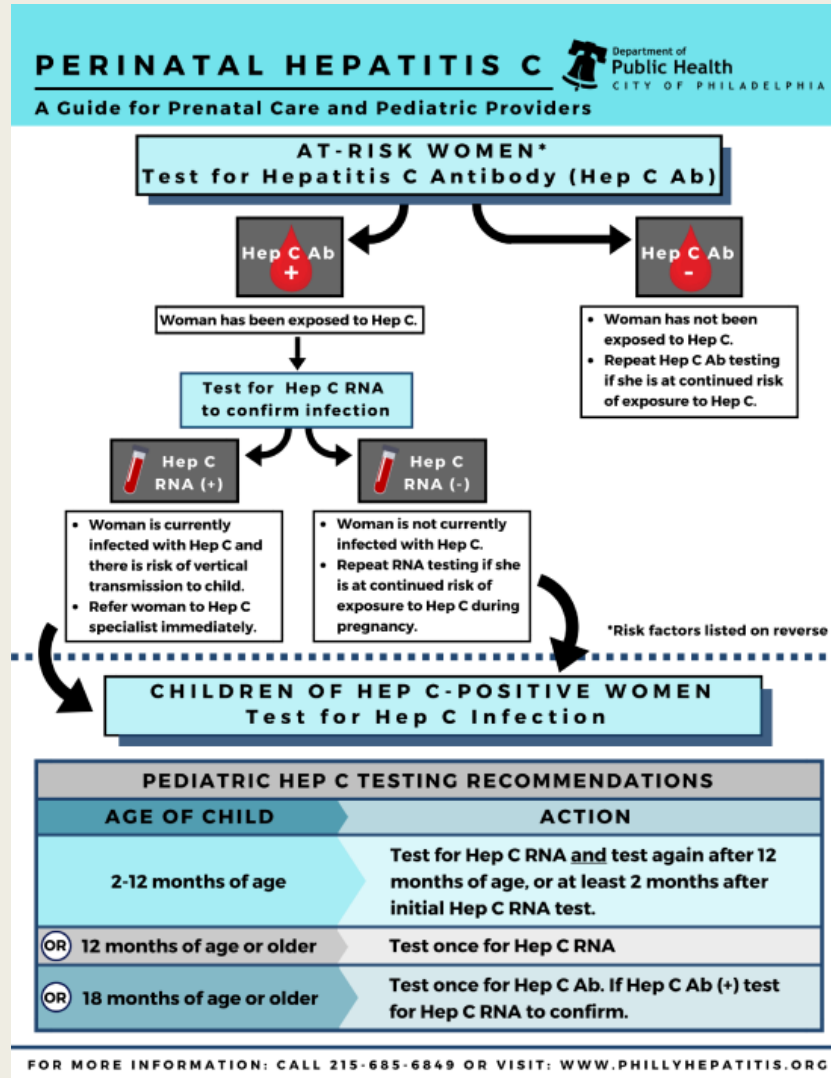 PERINATAL HEPATITIS C
Department of
Public Health
CITY OF PHILADELPHIA
A Guide for Prenatal Care and Pediatric Providers
AT-RISK WOMEN*
Test for Hepatitis C Antibody (Hep C Ab)
Hep C Ab
+
Hep C Ab
-
Woman has been exposed to Hep C.
• Woman has not been
exposed to Hep C.
• Repeat Hep C Ab testing
if she is at continued risk
of exposure to Hep C.
Test for Hep C RNA
to confirm infection
Hep C
RNA (+)
Hep C
RNA (-)
• Woman is currently
infected with Hep C and
there is risk of vertical
transmission to child.
• Refer woman to Hep C
specialist immediately.
• Woman is not currently
infected with Hep C.
• Repeat RNA testing if she
is at continued risk of
exposure to Hep C during
pregnancy.
*Risk factors listed on reverse
CHILDREN OF HEP C-POSITIVE WOMEN
Test for Hep C Infection
PEDIATRIC HEP C TESTING RECOMMENDATIONS
AGE OF CHILD
ACTION
2-12 months of age
Test for Hep C RNA and test again after 12
months of age, or at least 2 months after
initial Hep C RNA test.
OR 12 months of age or older
Test once for Hep C RNA
OR 18 months of age or older
Test once for Hep C Ab. If Hep C Ab (+) test
for Hep C RNA to confirm.
FOR MORE INFORMATION: CALL 215-685-6849 OR VISIT: WWW.PHILLYHEPATITIS.ORG